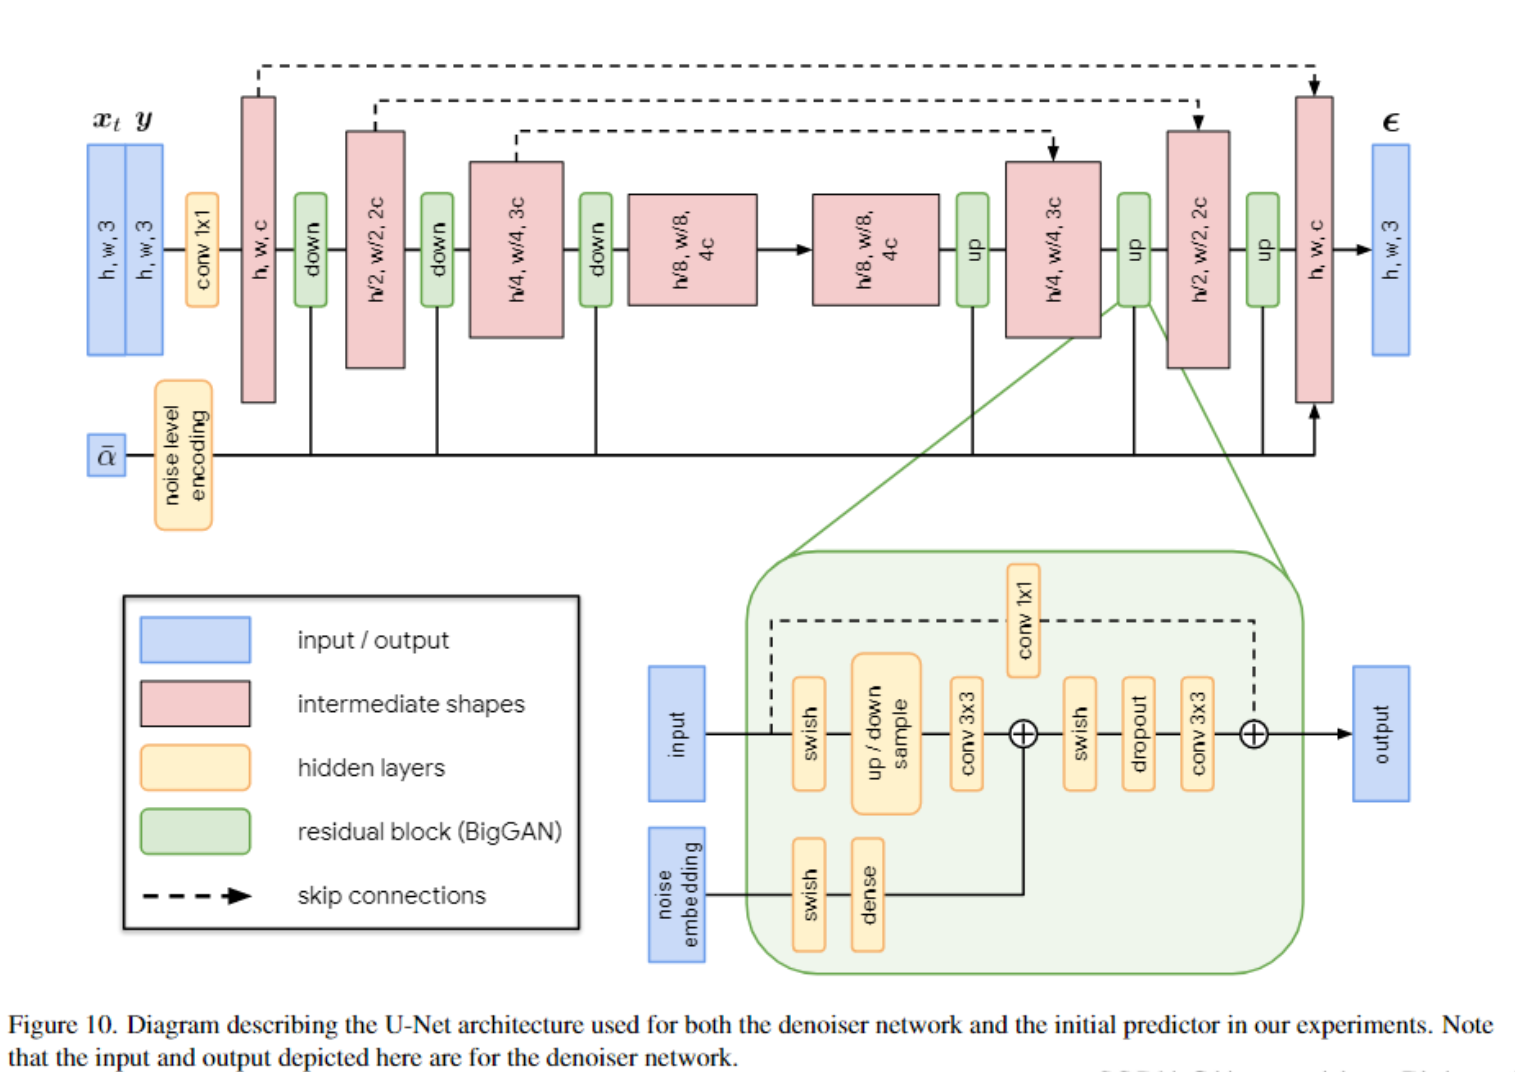 x_t y
ϵ
h, w, 3
h, w, 3
conv 1x1
h, w, c
down
h/2, w/2, 2c
down
h/4, w/4, 3c
down
h/8, w/8,
4c
h/8, w/8,
4c
up
h/4, w/4, 3c
up
h/2, w/2, 2c
up
h, w, c
h, w, 3
ᾱ
noise level
encoding
input / output
intermediate shapes
hidden layers
residual block (BigGAN)
skip connections
conv 1x1
input
swish
up / down
sample
conv 3x3
swish
dropout
conv 3x3
output
noise
embedding
swish
dense
Figure 10. Diagram describing the U-Net architecture used for both the denoiser network and the initial predictor in our experiments. Note
that the input and output depicted here are for the denoiser network.